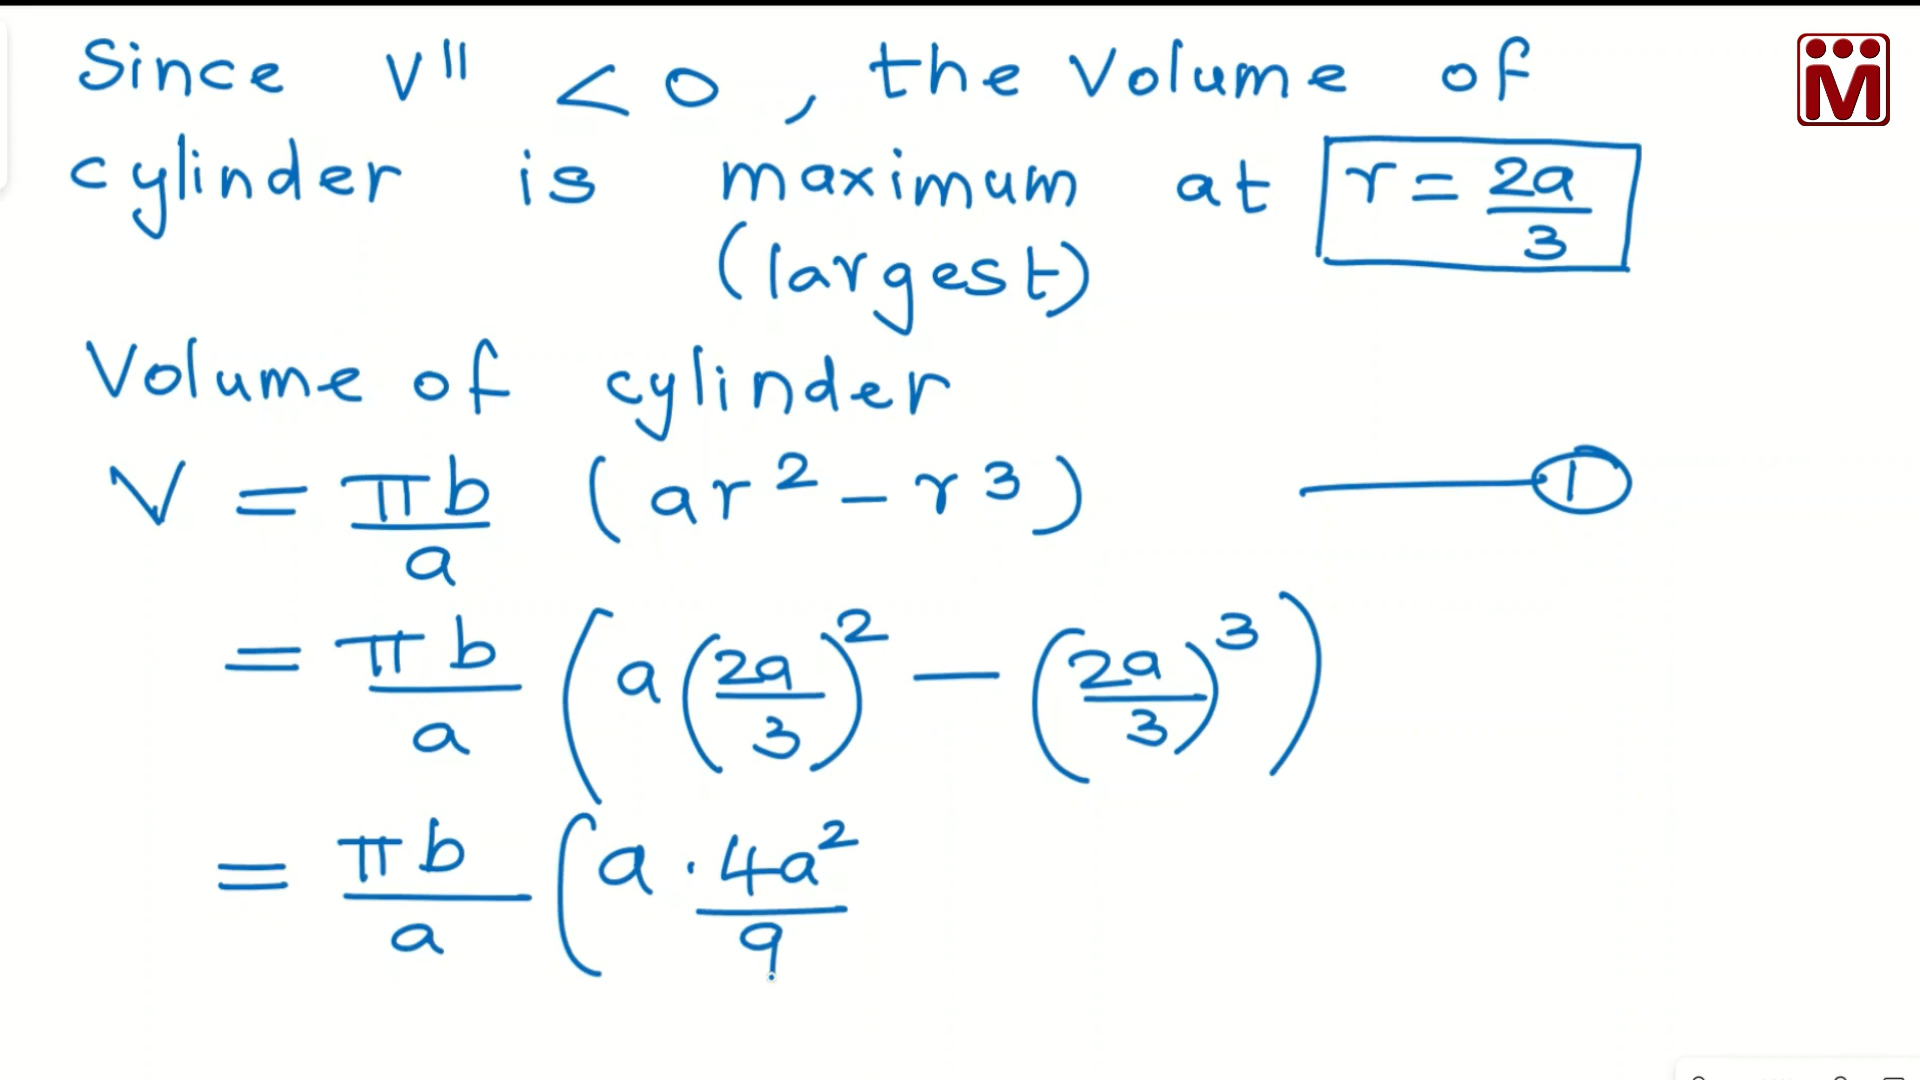 Since V'' < 0, the Volume of
cylinder is maximum at r = 2a/3
(largest)
Volume of cylinder
V = πb/a (ar² - r³) —— ①
= πb/a (a(2a/3)² - (2a/3)³)
= πb/a (a · 4a²/9
M